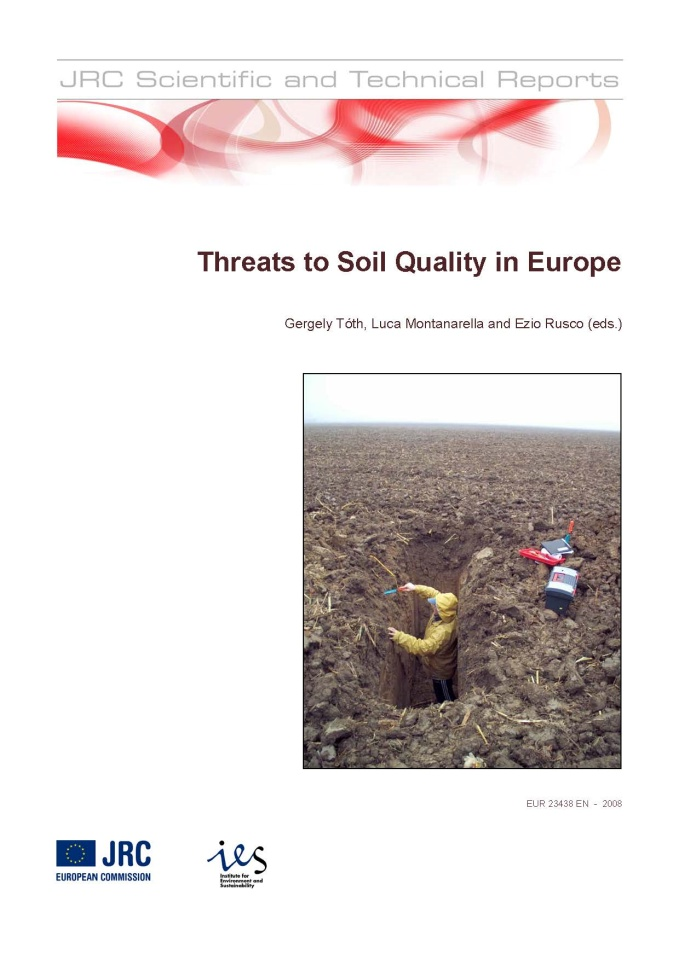 JRC Scientific and Technical Reports
Threats to Soil Quality in Europe
Gergely Tóth, Luca Montanarella and Ezio Rusco (eds.)
EUR 23438 EN - 2008
JRC
EUROPEAN COMMISSION
ies
Institute for
Environment and
Sustainability